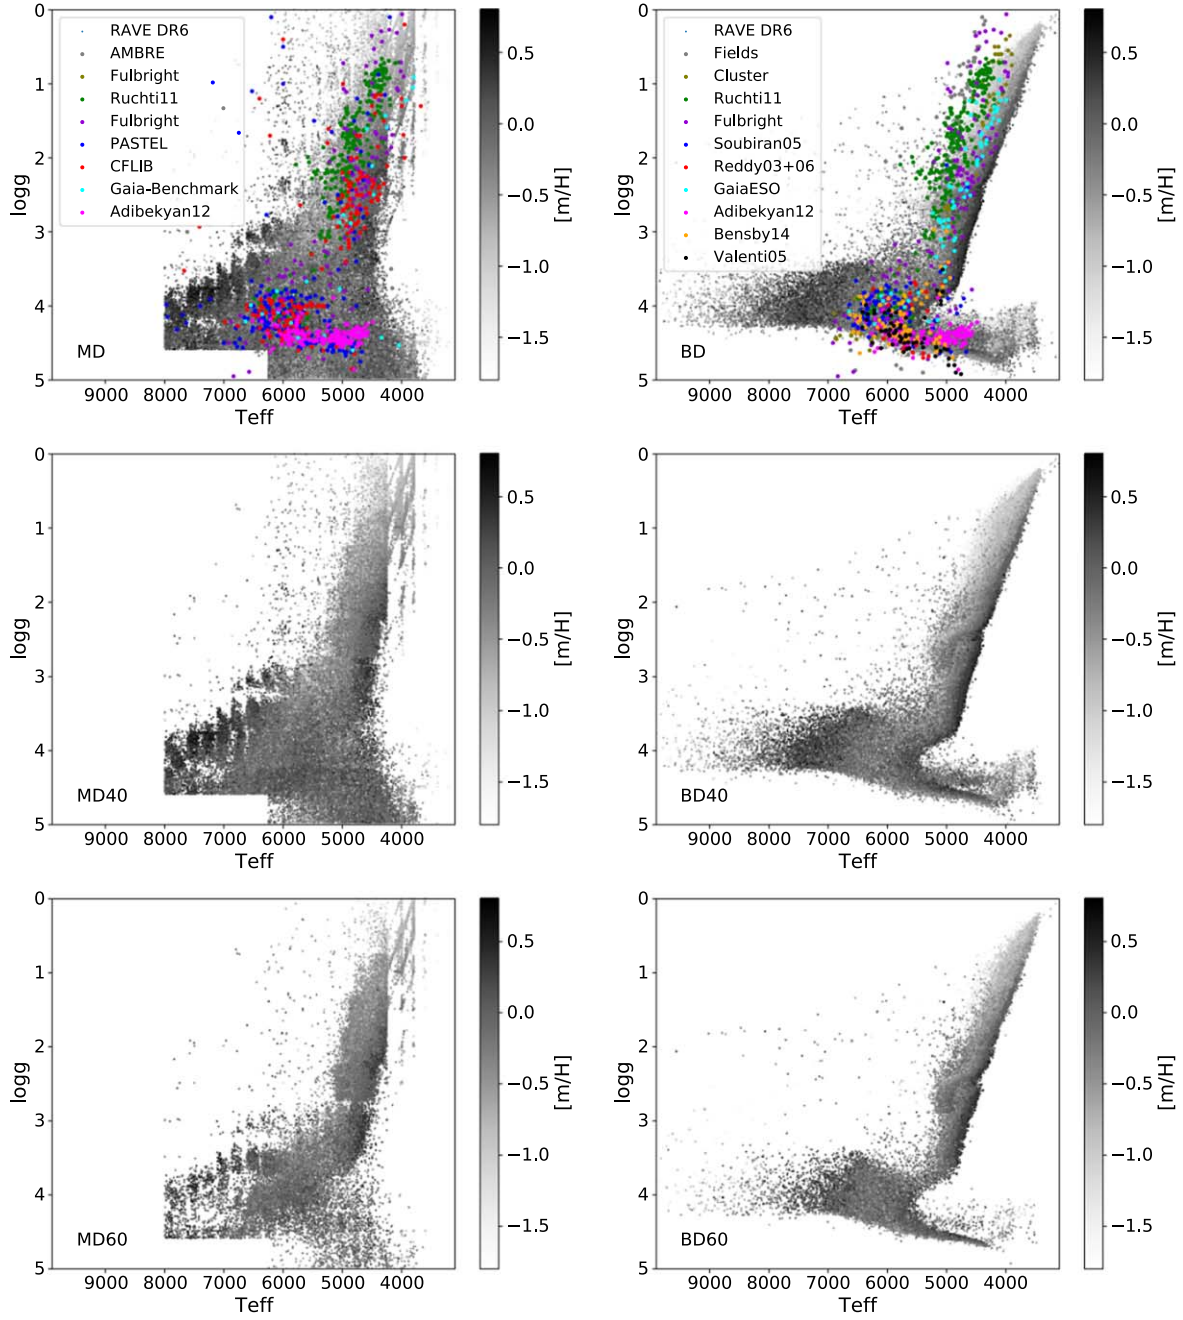 0
1
2
3
4
5
logg
RAVE DR6
AMBRE
Fulbright
Ruchti11
Fulbright
PASTEL
CFLIB
Gaia-Benchmark
Adibekyan12
MD
9000 8000 7000 6000 5000 4000
Teff
0.5
0.0
−0.5
−1.0
−1.5
[m/H]
0
1
2
3
4
5
logg
RAVE DR6
Fields
Cluster
Ruchti11
Fulbright
Soubiran05
Reddy03+06
GaiaESO
Adibekyan12
Bensby14
Valenti05
BD
9000 8000 7000 6000 5000 4000
Teff
0.5
0.0
−0.5
−1.0
−1.5
[m/H]
0
1
2
3
4
5
logg
MD40
9000 8000 7000 6000 5000 4000
Teff
0.5
0.0
−0.5
−1.0
−1.5
[m/H]
0
1
2
3
4
5
logg
BD40
9000 8000 7000 6000 5000 4000
Teff
0.5
0.0
−0.5
−1.0
−1.5
[m/H]
0
1
2
3
4
5
logg
MD60
9000 8000 7000 6000 5000 4000
Teff
0.5
0.0
−0.5
−1.0
−1.5
[m/H]
0
1
2
3
4
5
logg
BD60
9000 8000 7000 6000 5000 4000
Teff
0.5
0.0
−0.5
−1.0
−1.5
[m/H]